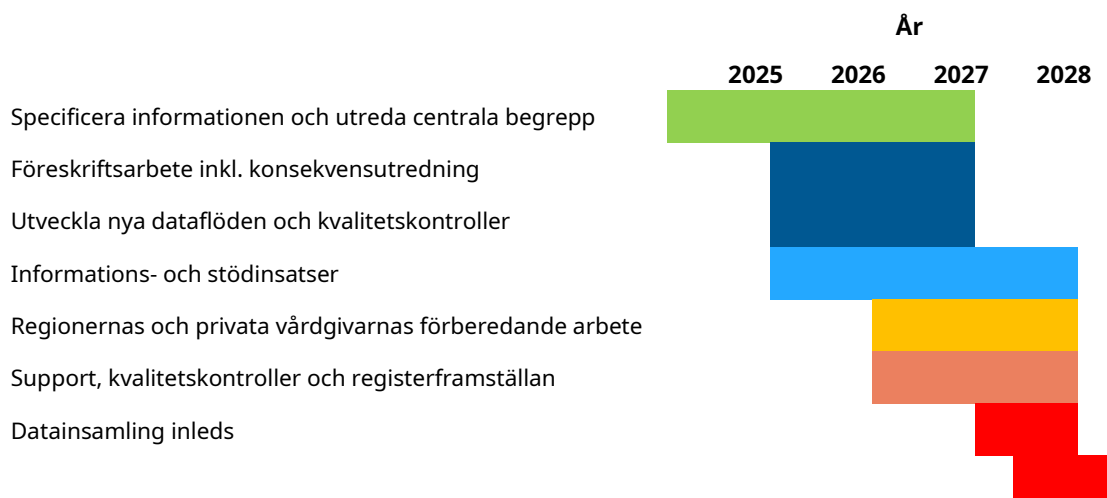 År
2025 2026 2027 2028
Specificera informationen och utreda centrala begrepp
Föreskriftsarbete inkl. konsekvensutredning
Utveckla nya dataflöden och kvalitetskontroller
Informations- och stödinsatser
Regionernas och privata vårdgivarnas förberedande arbete
Support, kvalitetskontroller och registerframställan
Datainsamling inleds